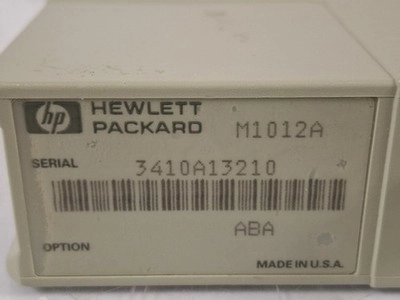 hp HEWLETT
PACKARD M1012A
SERIAL 3410A13210
ABA
OPTION
MADE IN U.S.A.